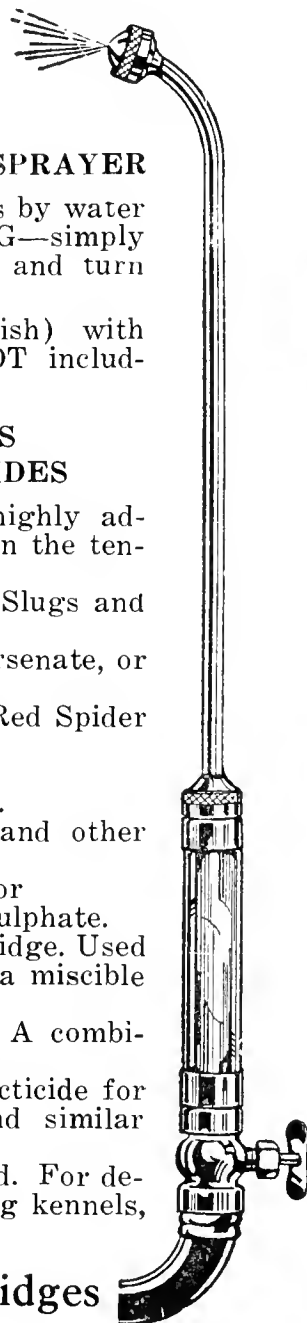 SPRAYER
s by water
G—simply
and turn
ish) with
OT includ-
S
IDES
highly ad-
n the ten-
Slugs and
rsenate, or
Red Spider
.
and other
or
ulphate.
idge. Used
a miscible
A combi-
cticide for
nd similar
d. For de-
g kennels,
idges